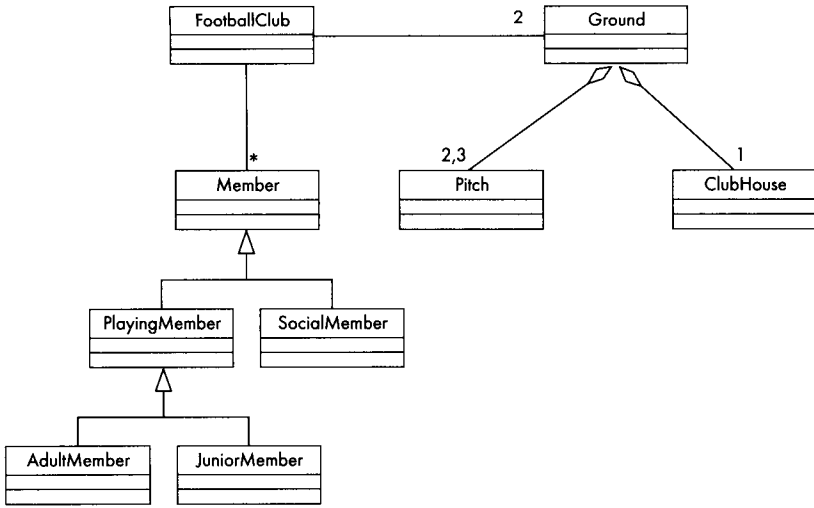 FootballClub
2
Ground
*
2,3
1
Member
Pitch
ClubHouse
PlayingMember
SocialMember
AdultMember
JuniorMember